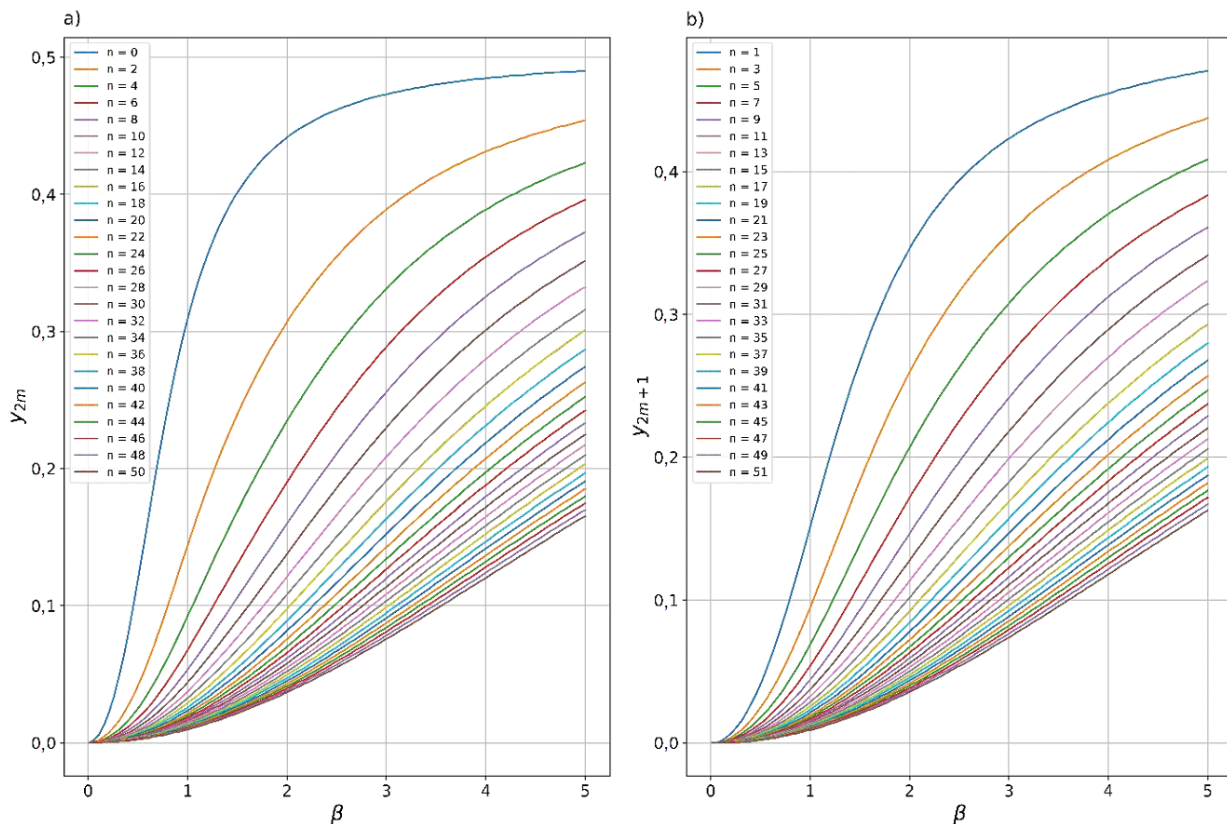 a)
n = 0
n = 2
n = 4
n = 6
n = 8
n = 10
n = 12
n = 14
n = 16
n = 18
n = 20
n = 22
n = 24
n = 26
n = 28
n = 30
n = 32
n = 34
n = 36
n = 38
n = 40
n = 42
n = 44
n = 46
n = 48
n = 50
0,5
0,4
0,3
0,2
0,1
0,0
y₂ₘ
0 1 2 3 4 5
β
b)
n = 1
n = 3
n = 5
n = 7
n = 9
n = 11
n = 13
n = 15
n = 17
n = 19
n = 21
n = 23
n = 25
n = 27
n = 29
n = 31
n = 33
n = 35
n = 37
n = 39
n = 41
n = 43
n = 45
n = 47
n = 49
n = 51
0,4
0,3
0,2
0,1
0,0
y₂ₘ₊₁
0 1 2 3 4 5
β